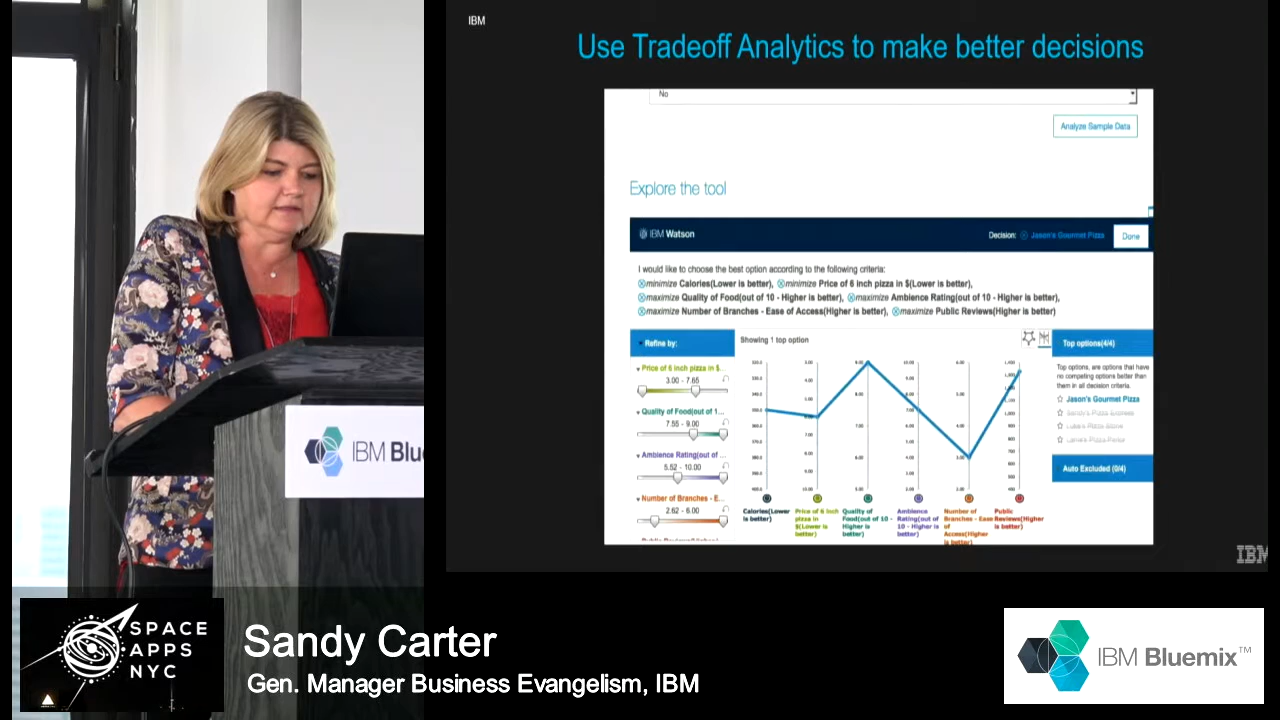 IBM
Use Tradeoff Analytics to make better decisions
No
Analyze Sample Data
Explore the tool
IBM Watson
Decision: Jason's Gourmet Pizza
Done
I would like to choose the best option according to the following criteria:
minimize Calories(Lower is better), minimize Price of 6 inch pizza in $(Lower is better),
maximize Quality of Food(out of 10 - Higher is better), maximize Ambience Rating(out of 10 - Higher is better),
maximize Number of Branches - Ease of Access(Higher is better), maximize Public Reviews(Higher is better)
Refine by:
Price of 6 inch pizza in $...
3.00 - 7.65
Quality of Food(out of 1...
7.55 - 9.00
Ambience Rating(out of ...
5.52 - 10.00
Number of Branches - E...
2.62 - 6.00
Showing 1 top option
Calories(Lower
is better)
Price of 6 inch
pizza in
$(Lower is
better)
Quality of
Food(out of 10 -
Higher is
better)
Ambience
Rating(out of
10 - Higher is
better)
Number of
Branches - Ease
of
Access(Higher
is better)
Public
Reviews(Higher
is better)
Top options(4/4)
Top options, are options that have
no competing options better than
them in all decision criteria.
Jason's Gourmet Pizza
Auto Excluded (0/4)
IBM Blu
IBM
SPACE
APPS
NYC
Sandy Carter
Gen. Manager Business Evangelism, IBM
IBM Bluemix™